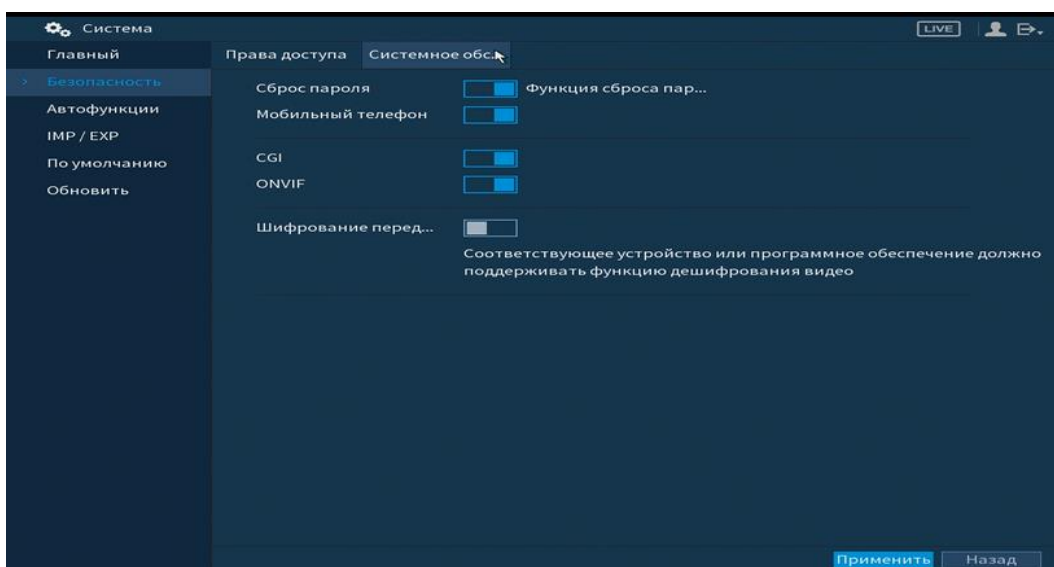 Система LIVE
Главный
Безопасность
Автофункции
IMP / EXP
По умолчанию
Обновить
Права доступа Системное обс..
Сброс пароля Функция сброса пар...
Мобильный телефон
CGI
ONVIF
Шифрование перед...
Соответствующее устройство или программное обеспечение должно
поддерживать функцию дешифрования видео
Применить Назад